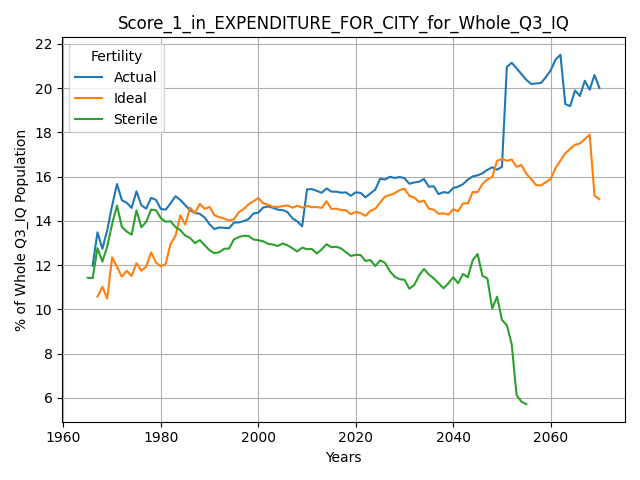 Score_1_in_EXPENDITURE_FOR_CITY_for_Whole_Q3_IQ
Fertility
Actual
Ideal
Sterile
% of Whole Q3_IQ Population
22
20
18
16
14
12
10
8
6
1960
1980
2000
2020
2040
2060
Years